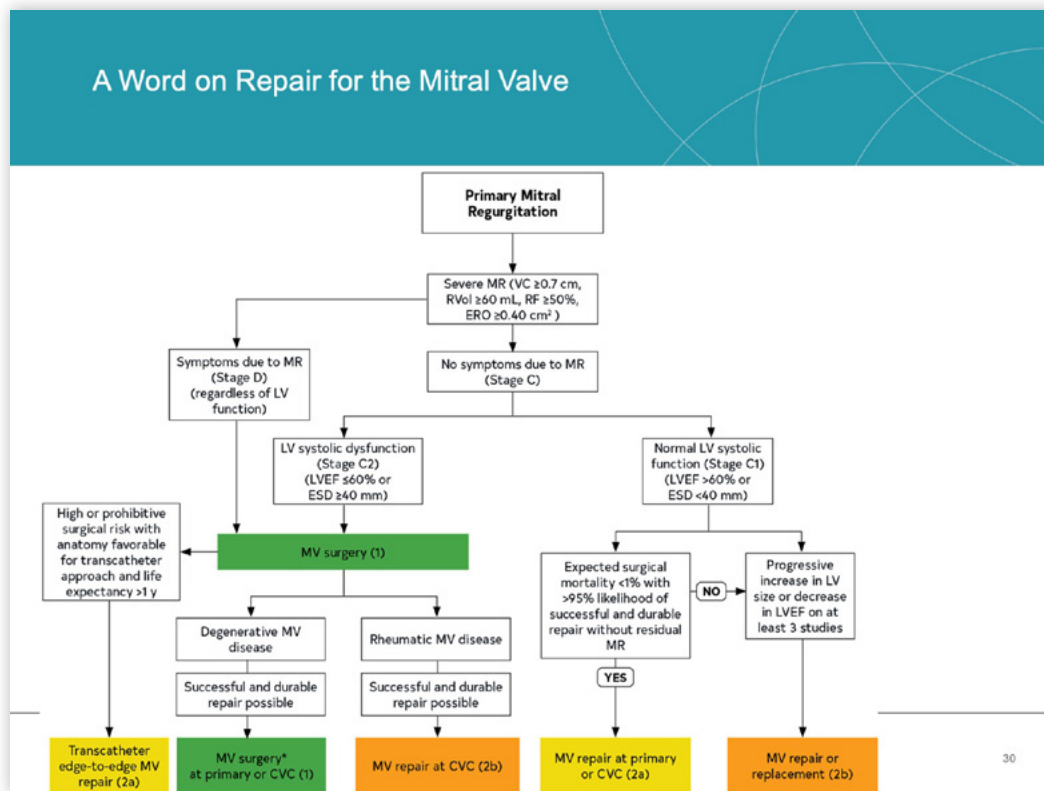 A Word on Repair for the Mitral Valve
Primary Mitral
Regurgitation
Severe MR (VC ≥0.7 cm,
RVol ≥60 mL, RF ≥50%,
ERO ≥0.40 cm²)
Symptoms due to MR
(Stage D)
(regardless of LV
function)
No symptoms due to MR
(Stage C)
LV systolic dysfunction
(Stage C2)
(LVEF ≤60% or
ESD ≥40 mm)
Normal LV systolic
function (Stage C1)
(LVEF >60% or
ESD <40 mm)
High or prohibitive
surgical risk with
anatomy favorable
for transcatheter
approach and life
expectancy >1 y
MV surgery (1)
Expected surgical
mortality <1% with
>95% likelihood of
successful and durable
repair without residual
MR
NO
Progressive
increase in LV
size or decrease
in LVEF on at
least 3 studies
Degenerative MV
disease
Rheumatic MV disease
YES
Successful and durable
repair possible
Successful and durable
repair possible
Transcatheter
edge-to-edge MV
repair (2a)
MV surgery*
at primary or CVC (1)
MV repair at CVC (2b)
MV repair at primary
or CVC (2a)
MV repair or
replacement (2b)
30